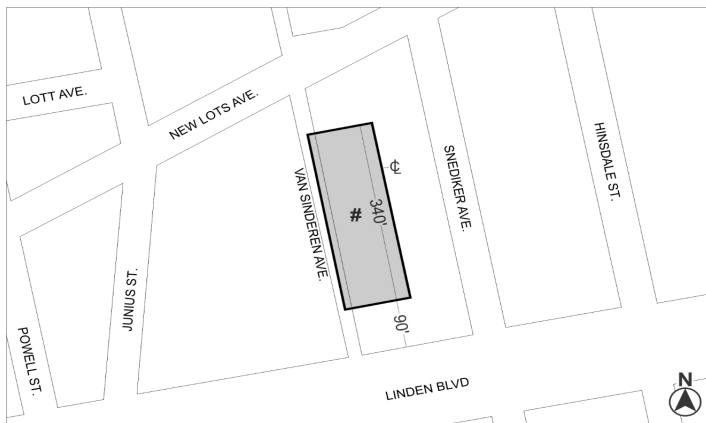 LOTT AVE.
NEW LOTS AVE.
VAN SINDEREN AVE.
SNEDIKER AVE.
HINSDALE ST.
℄
#
340'
90'
JUNIUS ST.
POWELL ST.
LINDEN BLVD
N